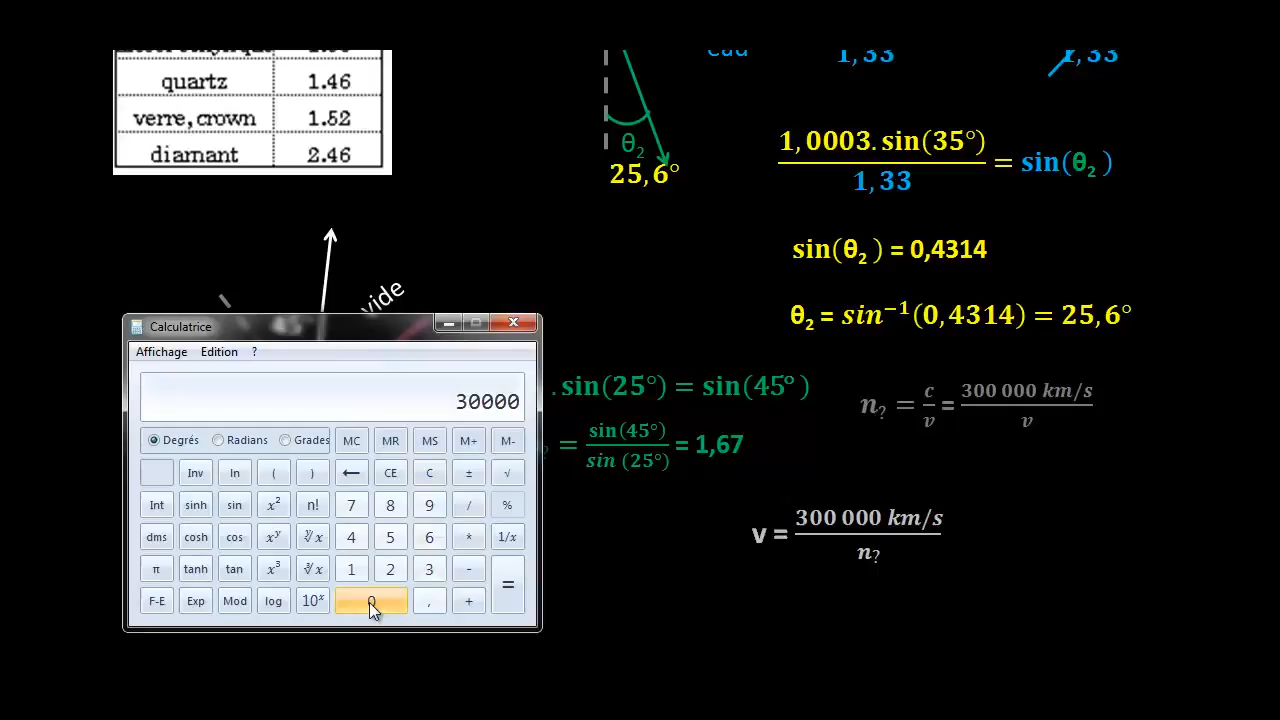 quartz 1.46
verre, crown 1.52
diamant 2.46
θ₂
25,6°
1,33 1,33
1,0003.sin(35°)/1,33 = sin(θ₂)
sin(θ₂) = 0,4314
θ₂ = sin⁻¹(0,4314) = 25,6°
45
vide
.sin(25°) = sin(45°)
= sin(45°)/sin (25°) = 1,67
n? = c/v = 300 000 km/s / v
v = 300 000 km/s / n?
Calculatrice
Affichage Edition ?
30000
Degrés Radians Grades MC MR MS M+ M-
Inv ln ( ) ← CE C ± √
Int sinh sin x² n! 7 8 9 / %
dms cosh cos xʸ ʸ√x 4 5 6 * 1/x
π tanh tan x³ ³√x 1 2 3 - =
F-E Exp Mod log 10ˣ 0 , +